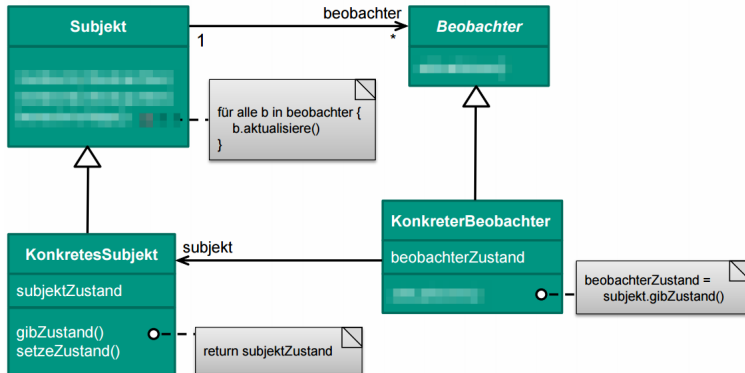 beobachter
Subjekt
1
*
Beobachter
für alle b in beobachter {
b.aktualisiere()
}
KonkretesSubjekt
subjektZustand
gibZustand()
setzeZustand()
subjekt
KonkreterBeobachter
beobachterZustand
beobachterZustand =
subjekt.gibZustand()
return subjektZustand